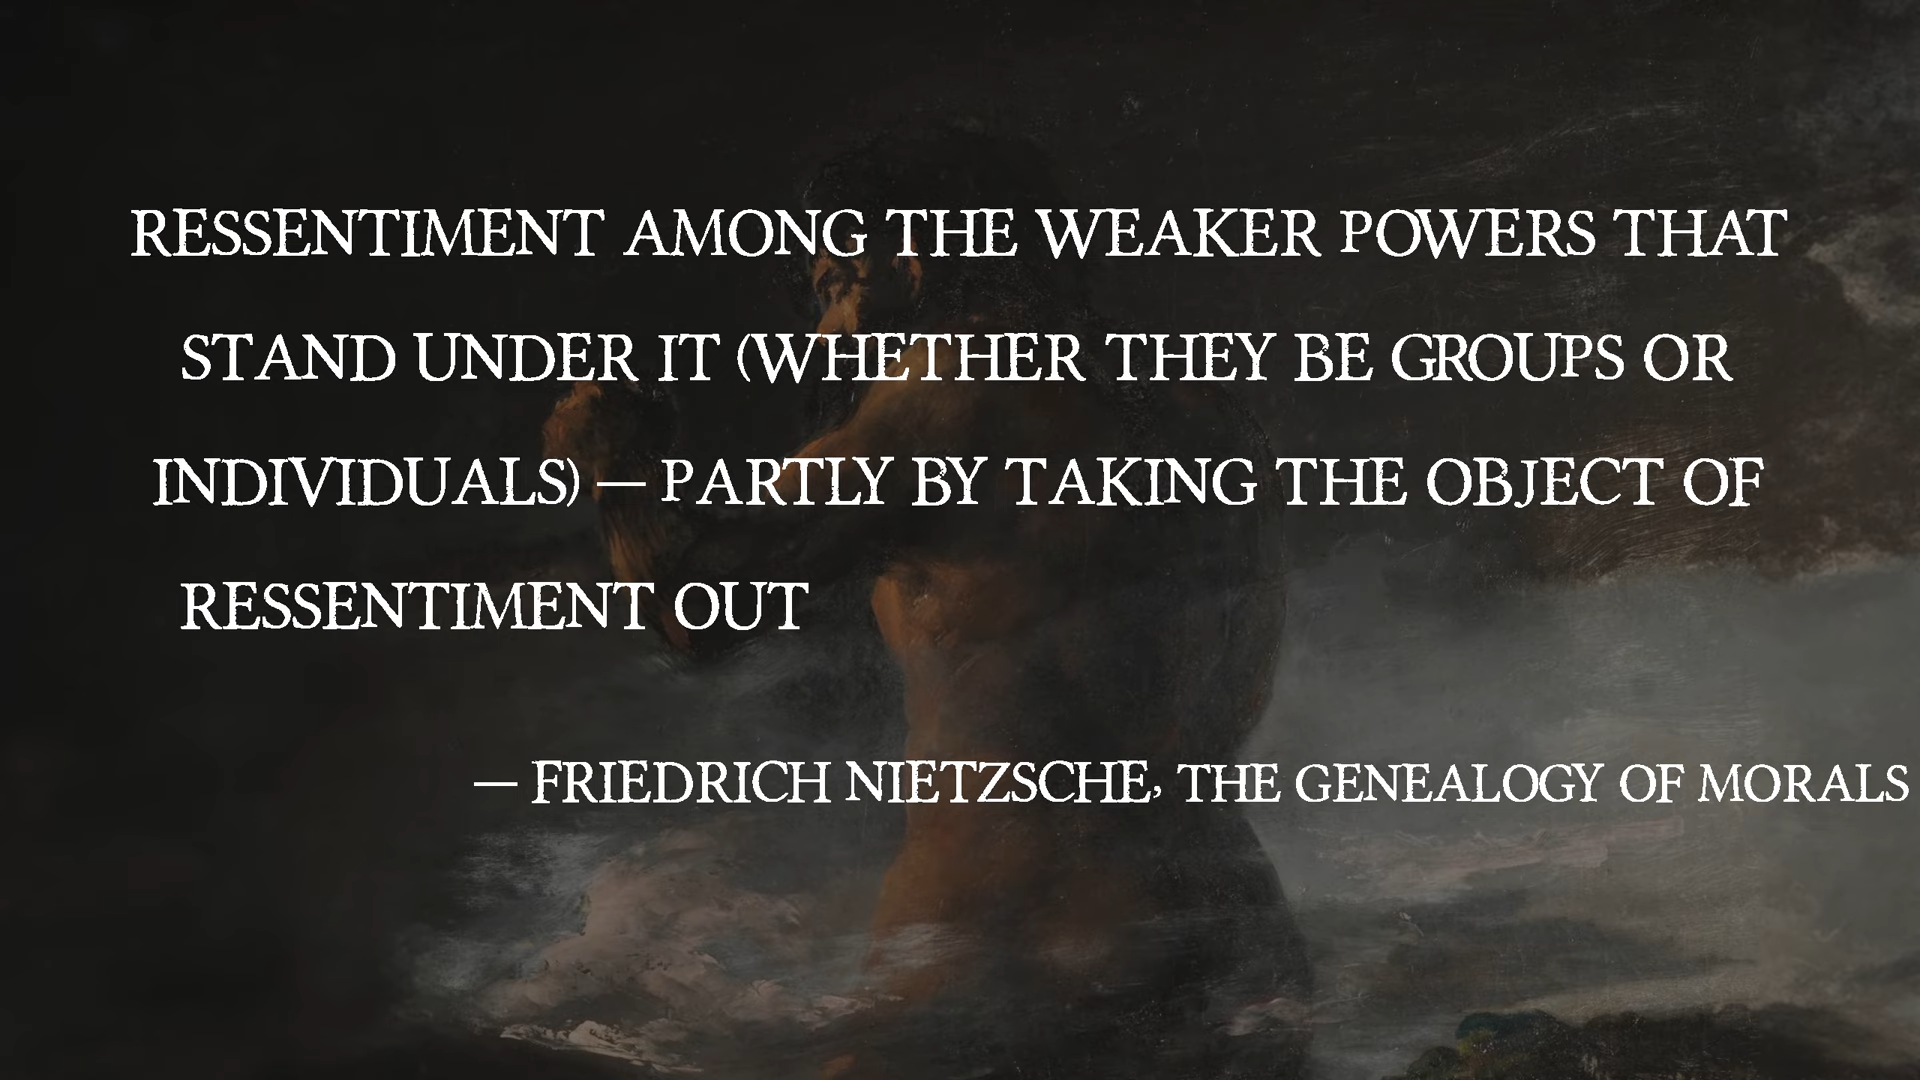 RESSENTIMENT AMONG THE WEAKER POWERS THAT
STAND UNDER IT (WHETHER THEY BE GROUPS OR
INDIVIDUALS) — PARTLY BY TAKING THE OBJECT OF
RESSENTIMENT OUT
— FRIEDRICH NIETZSCHE, THE GENEALOGY OF MORALS